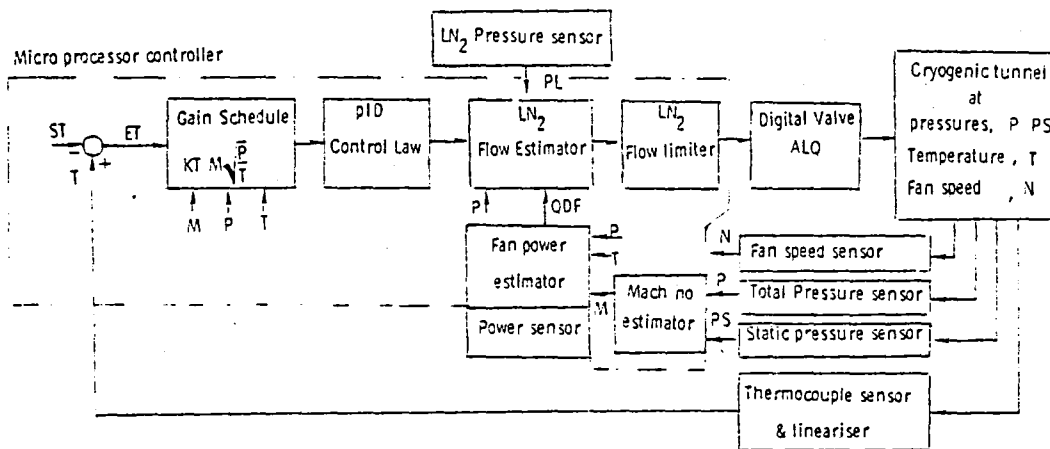 LN2 Pressure sensor
Micro processor controller
PL
Cryogenic tunnel
at
pressures, P PS
Temperature, T
Fan speed , N
ST
-
T
+
ET
Gain Schedule
KT M√P/T
M P T
pID
Control Law
LN2
Flow Estimator
LN2
Flow limiter
Digital Valve
ALQ
P
QDF
Fan power
estimator
P
T
M
Power sensor
Mach no
estimator
N
P
PS
Fan speed sensor
Total Pressure sensor
Static pressure sensor
Thermocouple sensor
& lineariser